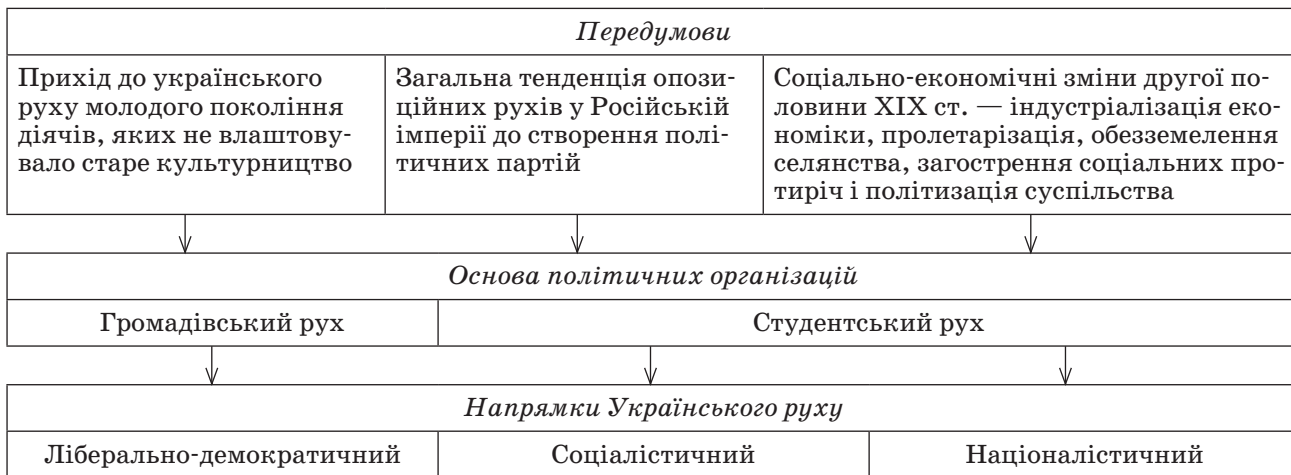 Передумови
Прихід до українського
руху молодого покоління
діячів, яких не влаштову-
вало старе культурництво
Загальна тенденція опози-
ційних рухів у Російській
імперії до створення полі-
тичних партій
Соціально-економічні зміни другої по-
ловини XIX ст. — індустріалізація еко-
номіки, пролетарізація, обезземелення
селянства, загострення соціальних про-
тиріч і політизація суспільства
Основа політичних організацій
Громадівський рух
Студентський рух
Напрямки Українського руху
Ліберально-демократичний
Соціалістичний
Націоналістичний